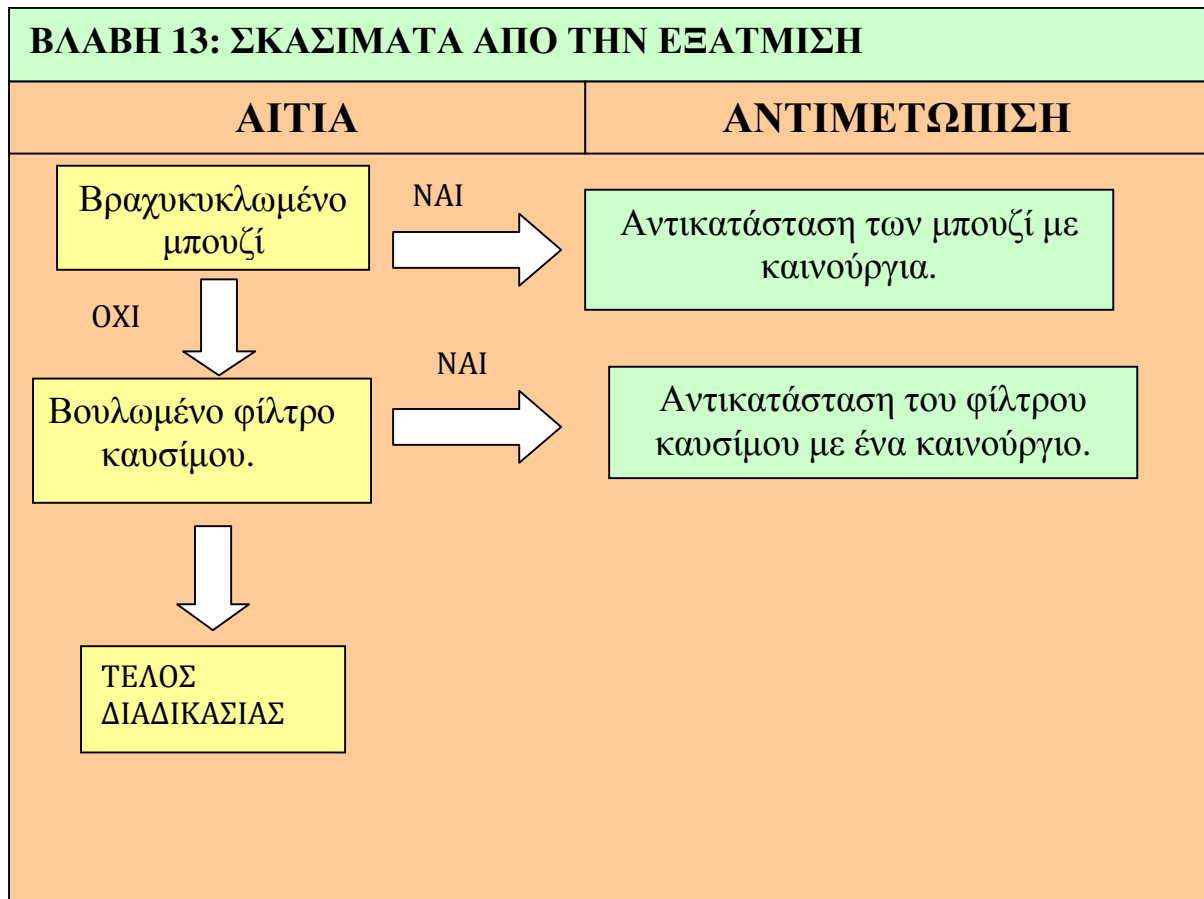 ΒΛΑΒΗ 13: ΣΚΑΣΙΜΑΤΑ ΑΠΟ ΤΗΝ ΕΞΑΤΜΙΣΗ
ΑΙΤΙΑ
ΑΝΤΙΜΕΤΩΠΙΣΗ
Βραχυκυκλωμένο
μπουζί
ΝΑΙ
Αντικατάσταση των μπουζί με
καινούργια.
ΟΧΙ
Βουλωμένο φίλτρο
καυσίμου.
ΝΑΙ
Αντικατάσταση του φίλτρου
καυσίμου με ένα καινούργιο.
ΤΕΛΟΣ
ΔΙΑΔΙΚΑΣΙΑΣ